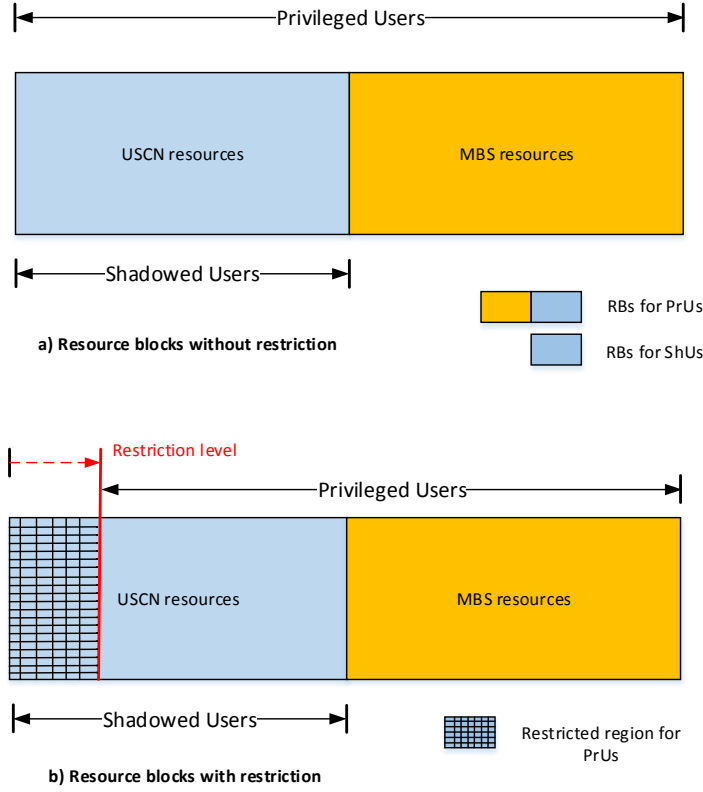 Privileged Users
USCN resources
MBS resources
Shadowed Users
RBs for PrUs
a) Resource blocks without restriction
RBs for ShUs
Restriction level
Privileged Users
USCN resources
MBS resources
Shadowed Users
Restricted region for
PrUs
b) Resource blocks with restriction